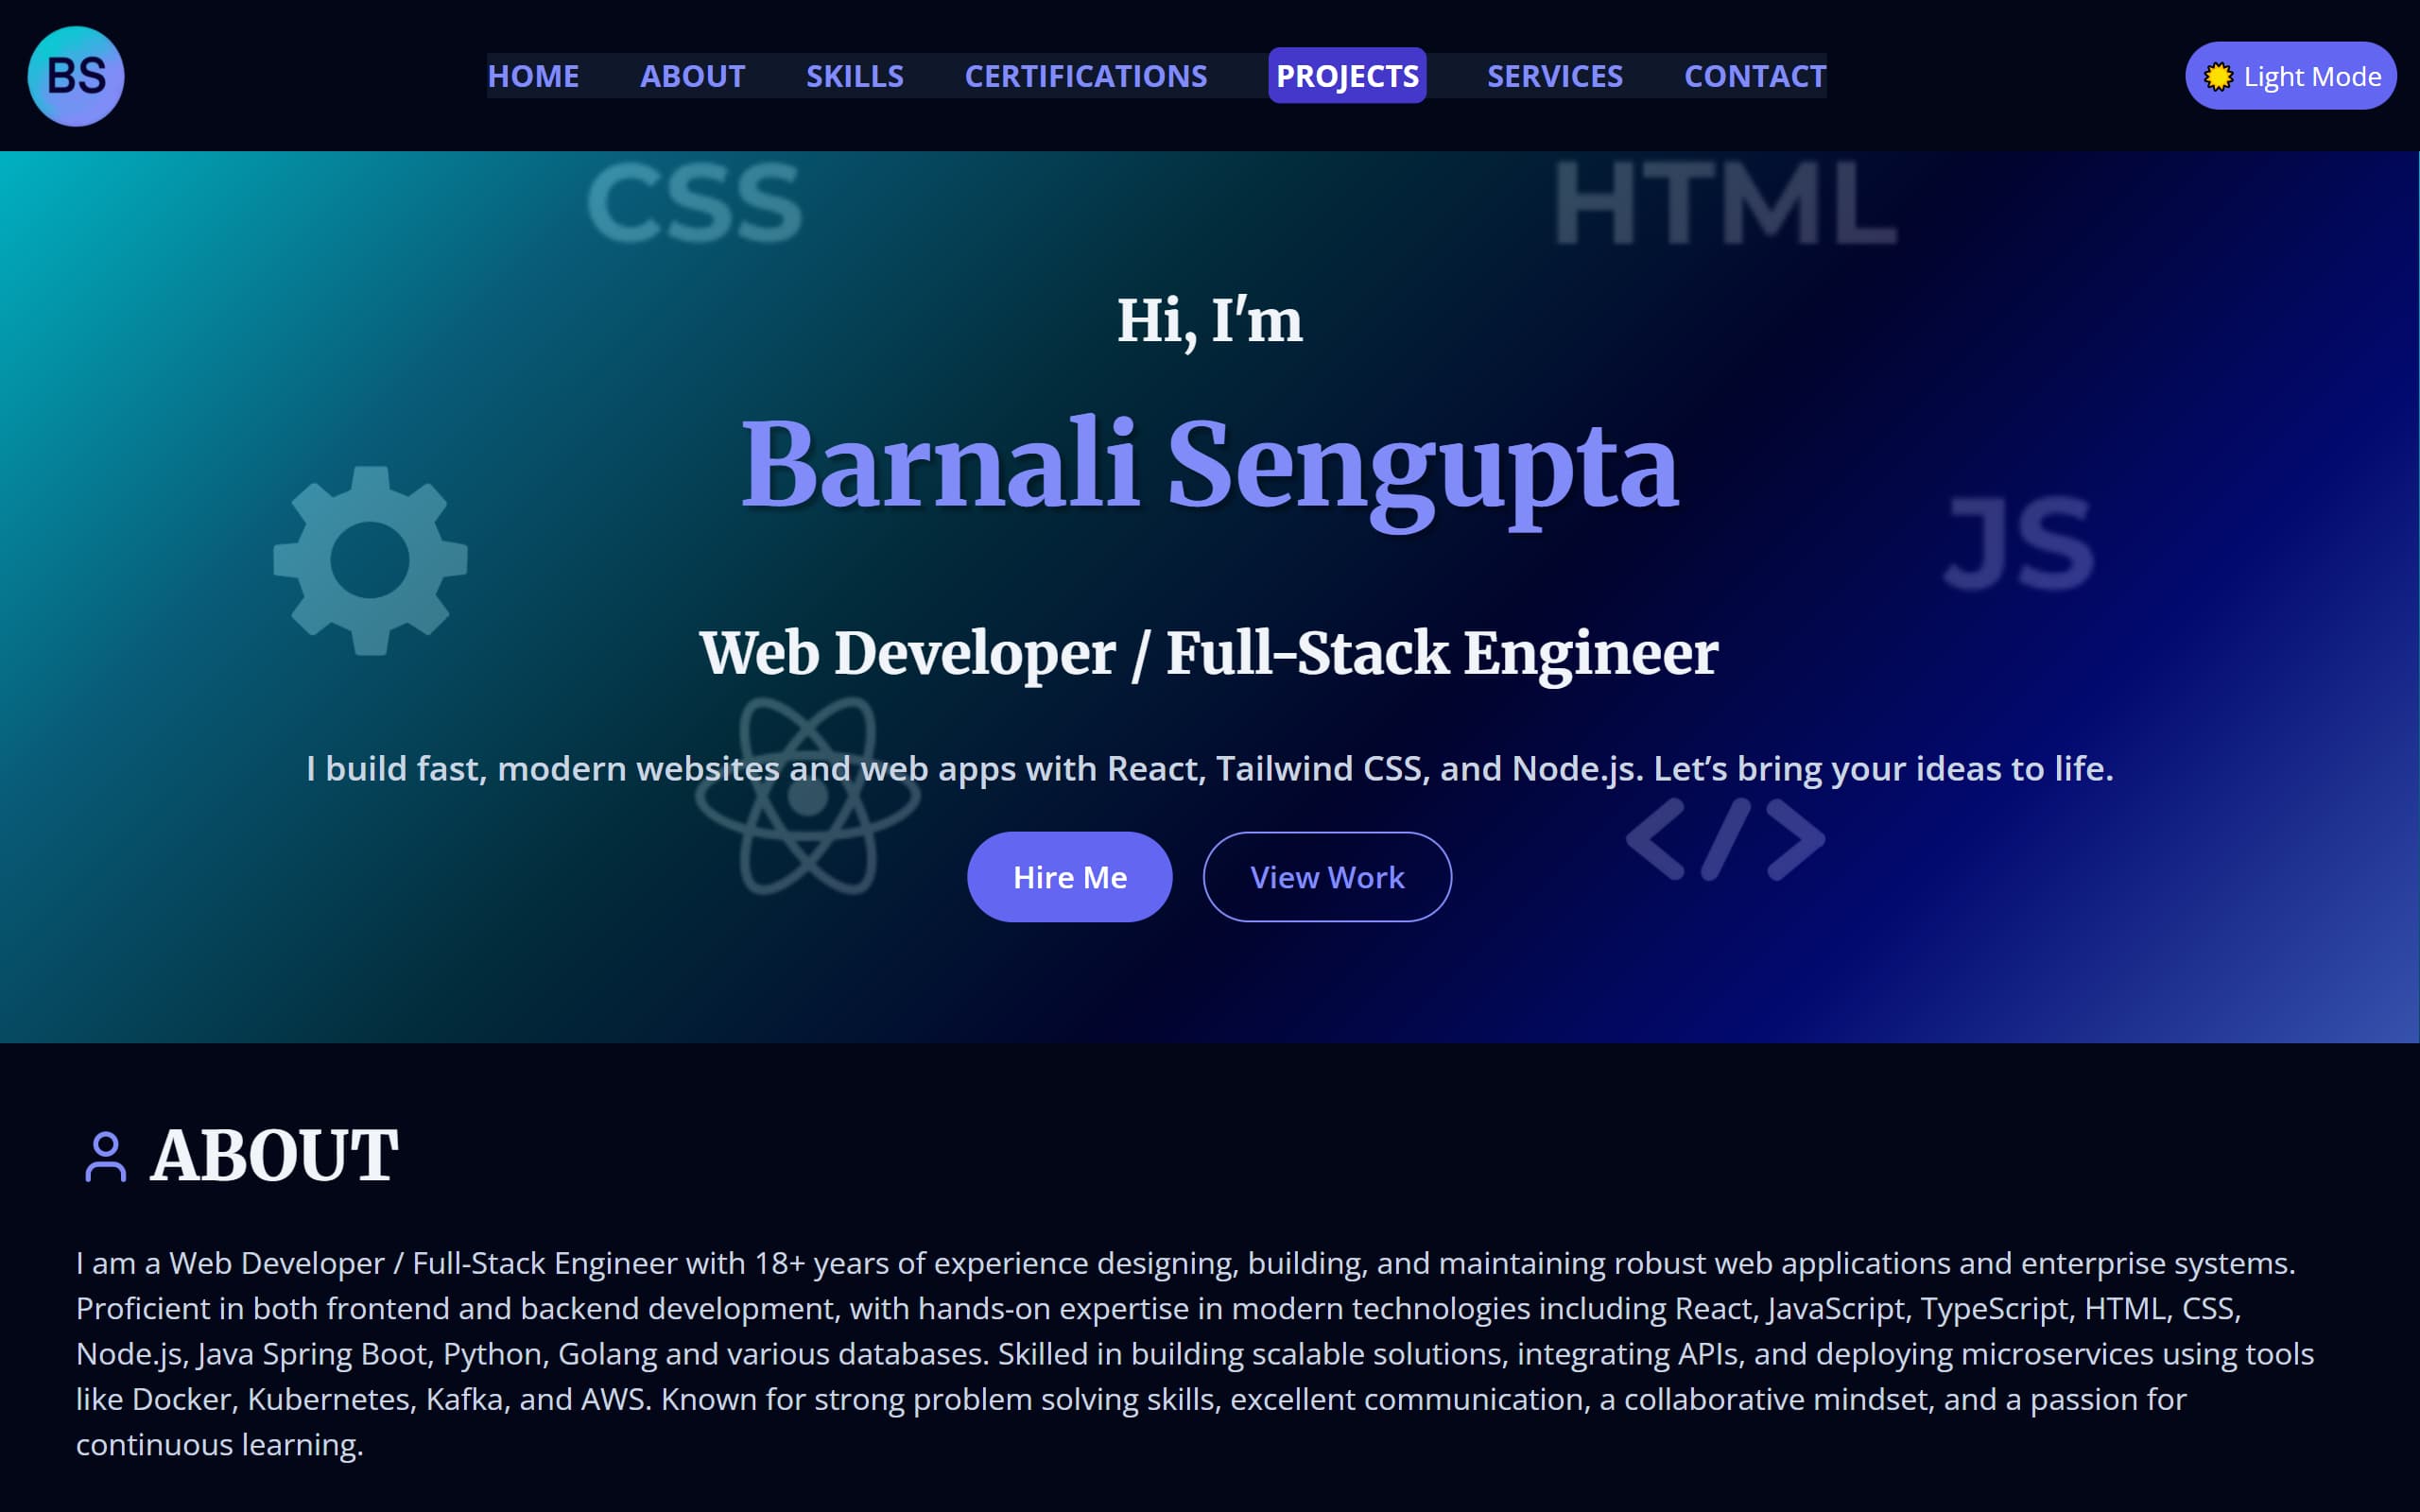 BS
HOME ABOUT SKILLS CERTIFICATIONS PROJECTS SERVICES CONTACT
Light Mode
CSS
HTML
Hi, I'm
Barnali Sengupta
JS
Web Developer / Full-Stack Engineer
I build fast, modern websites and web apps with React, Tailwind CSS, and Node.js. Let’s bring your ideas to life.
</>
Hire Me
View Work
ABOUT
I am a Web Developer / Full-Stack Engineer with 18+ years of experience designing, building, and maintaining robust web applications and enterprise systems.
Proficient in both frontend and backend development, with hands-on expertise in modern technologies including React, JavaScript, TypeScript, HTML, CSS,
Node.js, Java Spring Boot, Python, Golang and various databases. Skilled in building scalable solutions, integrating APIs, and deploying microservices using tools
like Docker, Kubernetes, Kafka, and AWS. Known for strong problem solving skills, excellent communication, a collaborative mindset, and a passion for
continuous learning.